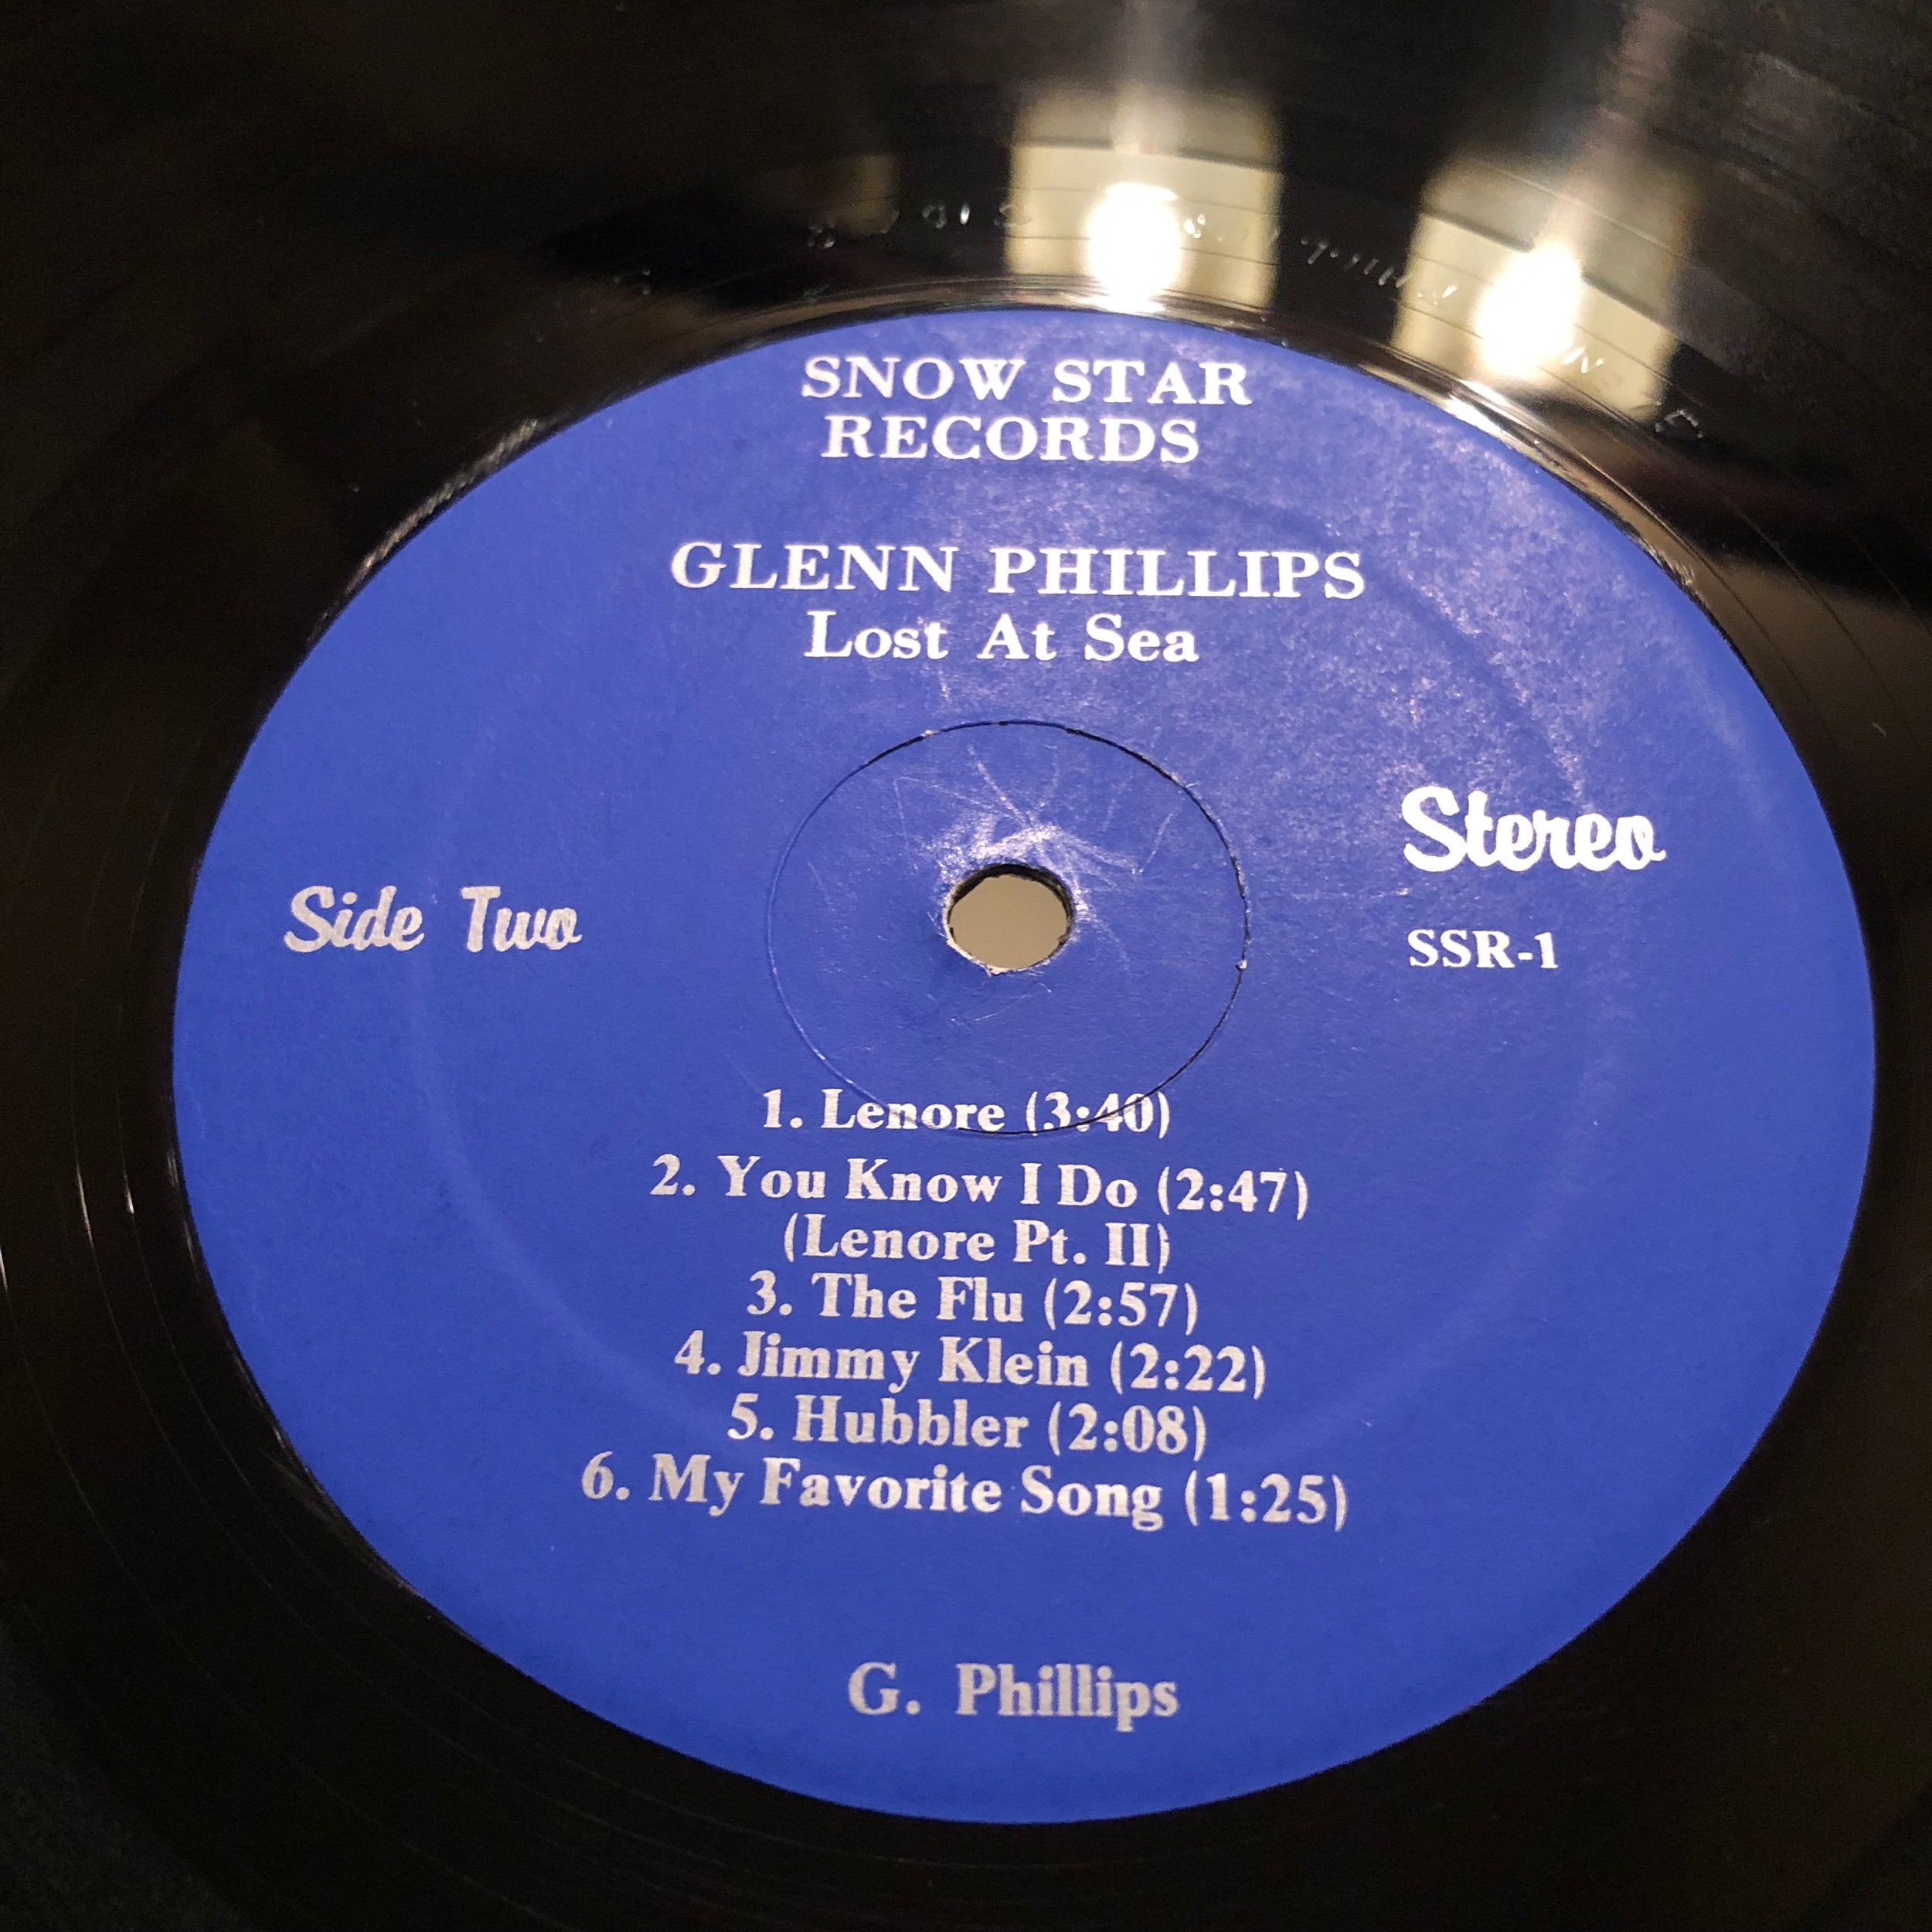 SNOW STAR
RECORDS
GLENN PHILLIPS
Lost At Sea
Stereo
Side Two
SSR-1
1. Lenore (3:40)
2. You Know I Do (2:47)
(Lenore Pt. II)
3. The Flu (2:57)
4. Jimmy Klein (2:22)
5. Hubbler (2:08)
6. My Favorite Song (1:25)
G. Phillips